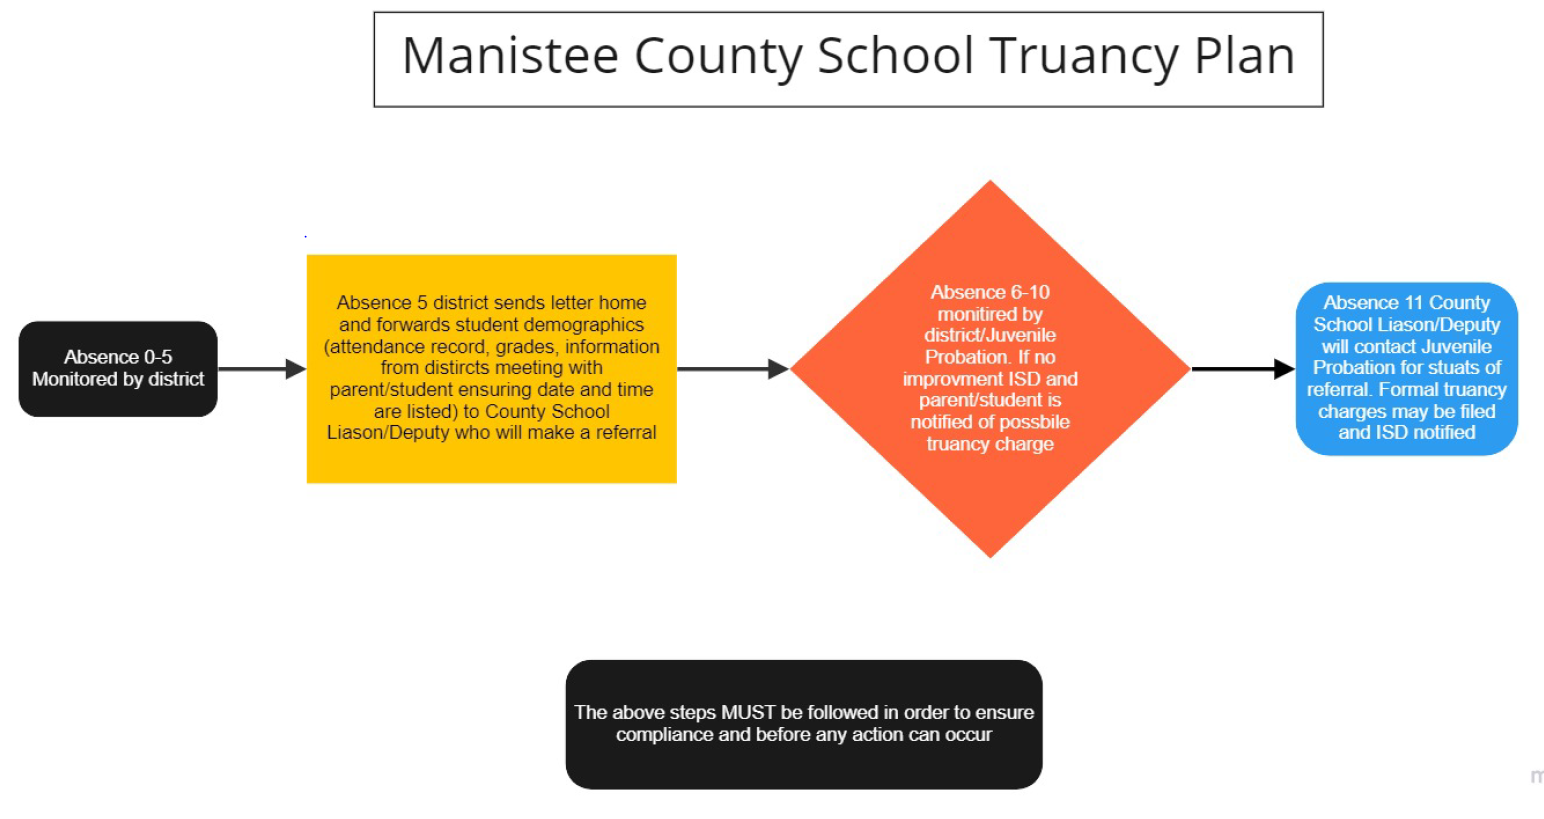 Manistee County School Truancy Plan
Absence 0-5
Monitored by district
Absence 5 district sends letter home
and forwards student demographics
(attendance record, grades, information
from distircts meeting with
parent/student ensuring date and time
are listed) to County School
Liason/Deputy who will make a referral
Absence 6-10
monitired by
district/Juvenile
Probation. If no
improvment ISD and
parent/student is
notified of possbile
truancy charge
Absence 11 County
School Liason/Deputy
will contact Juvenile
Probation for stuats of
referral. Formal truancy
charges may be filed
and ISD notified
The above steps MUST be followed in order to ensure
compliance and before any action can occur